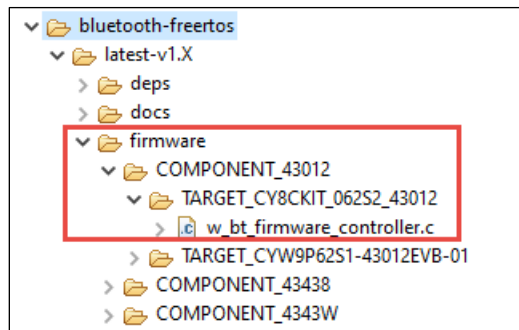 bluetooth-freertos
latest-v1.X
deps
docs
firmware
COMPONENT_43012
TARGET_CY8CKIT_062S2_43012
w_bt_firmware_controller.c
TARGET_CYW9P62S1-43012EVB-01
COMPONENT_43438
COMPONENT_4343W